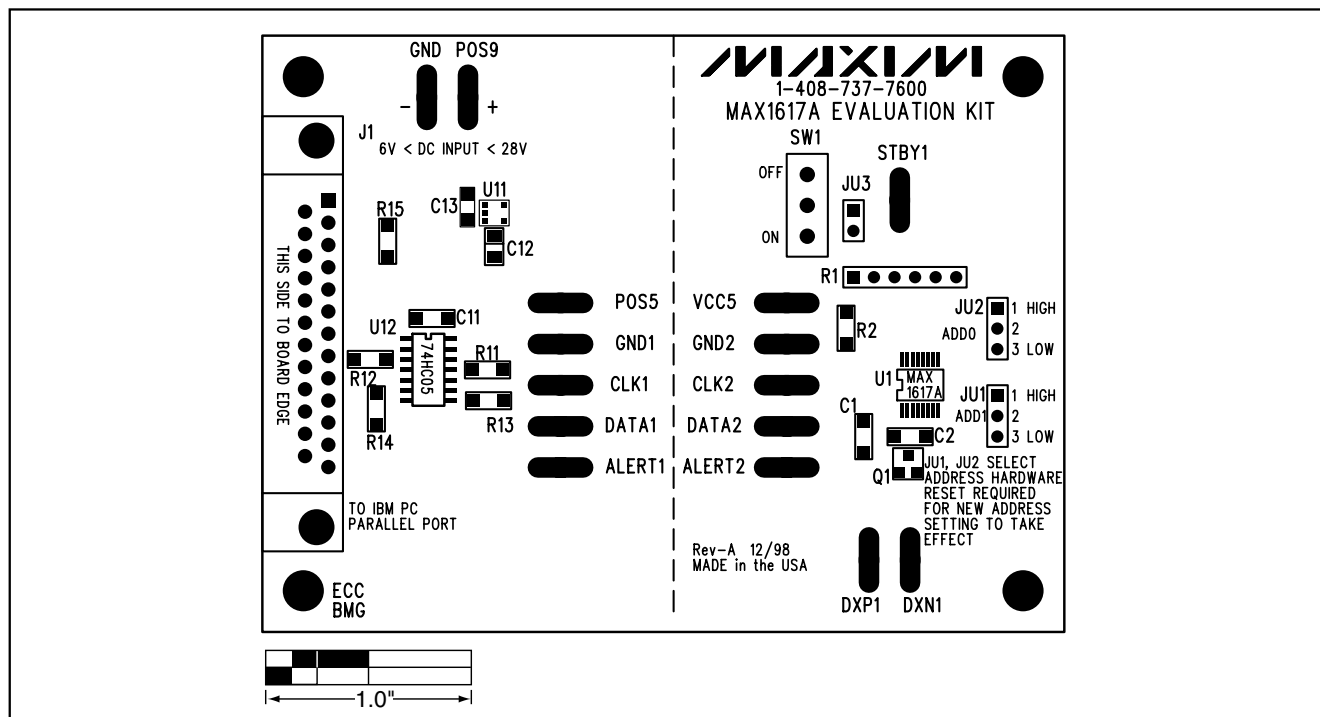 GND POS9
- +
J1
6V < DC INPUT < 28V
MAXIM
1-408-737-7600
MAX1617A EVALUATION KIT
SW1
OFF
ON
STBY1
JU3
R15
C13
U11
C12
R1
THIS SIDE TO BOARD EDGE
U12
C11
74HC05
R11
R12
R13
R14
POS5
GND1
CLK1
DATA1
ALERT1
VCC5
GND2
CLK2
DATA2
ALERT2
R2
JU2
ADD0
1 HIGH
2
3 LOW
U1
MAX
1617A
JU1
ADD1
1 HIGH
2
3 LOW
C1
C2
Q1
JU1, JU2 SELECT
ADDRESS HARDWARE
RESET REQUIRED
FOR NEW ADDRESS
SETTING TO TAKE
EFFECT
TO IBM PC
PARALLEL PORT
Rev-A 12/98
MADE in the USA
DXP1 DXN1
ECC
BMG
1.0"